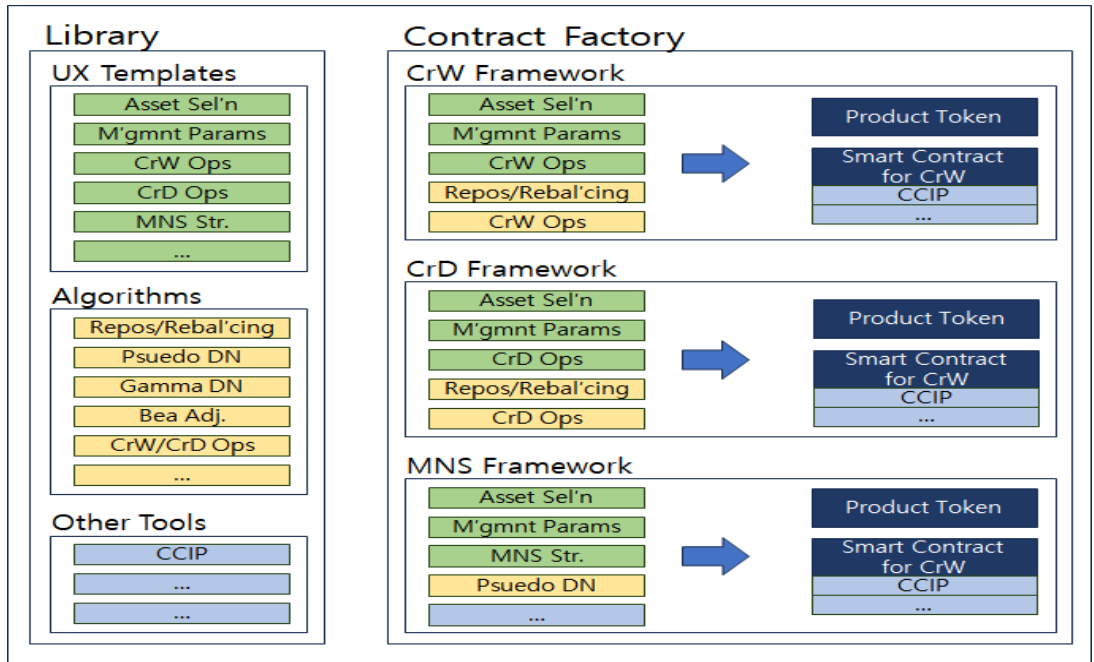 Library
UX Templates
Asset Sel'n
M'gmnt Params
CrW Ops
CrD Ops
MNS Str.
...
Algorithms
Repos/Rebal'cing
Psuedo DN
Gamma DN
Bea Adj.
CrW/CrD Ops
...
Other Tools
CCIP
...
...
Contract Factory
CrW Framework
Asset Sel'n
M'gmnt Params
CrW Ops
Repos/Rebal'cing
CrW Ops
Product Token
Smart Contract
for CrW
CCIP
...
CrD Framework
Asset Sel'n
M'gmnt Params
CrD Ops
Repos/Rebal'cing
CrD Ops
Product Token
Smart Contract
for CrW
CCIP
...
MNS Framework
Asset Sel'n
M'gmnt Params
MNS Str.
Psuedo DN
...
Product Token
Smart Contract
for CrW
CCIP
...